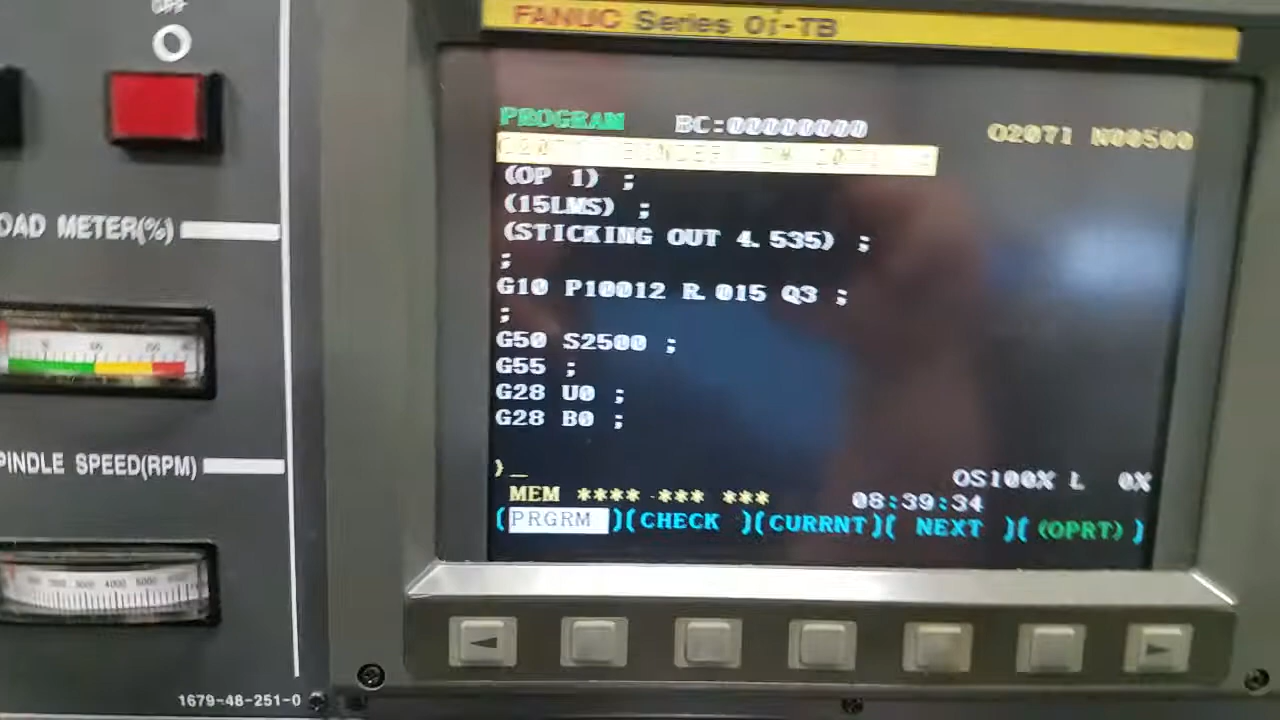 OFF
FANUC Series 0i-TB
PROGRAM BC:00000000 O2071 N00500
(OP 1) ;
(15LMS) ;
(STICKING OUT 4.535) ;
;
G10 P10012 R.015 Q3 ;
;
G50 S2500 ;
G55 ;
G28 U0 ;
G28 B0 ;
)_
OS100% L 0%
MEM **** *** *** 08:39:34
(PRGRM )(CHECK )(CURRNT)( NEXT )( (OPRT) )
OAD METER(%)
PINDLE SPEED(RPM)
4000
1679-48-251-0